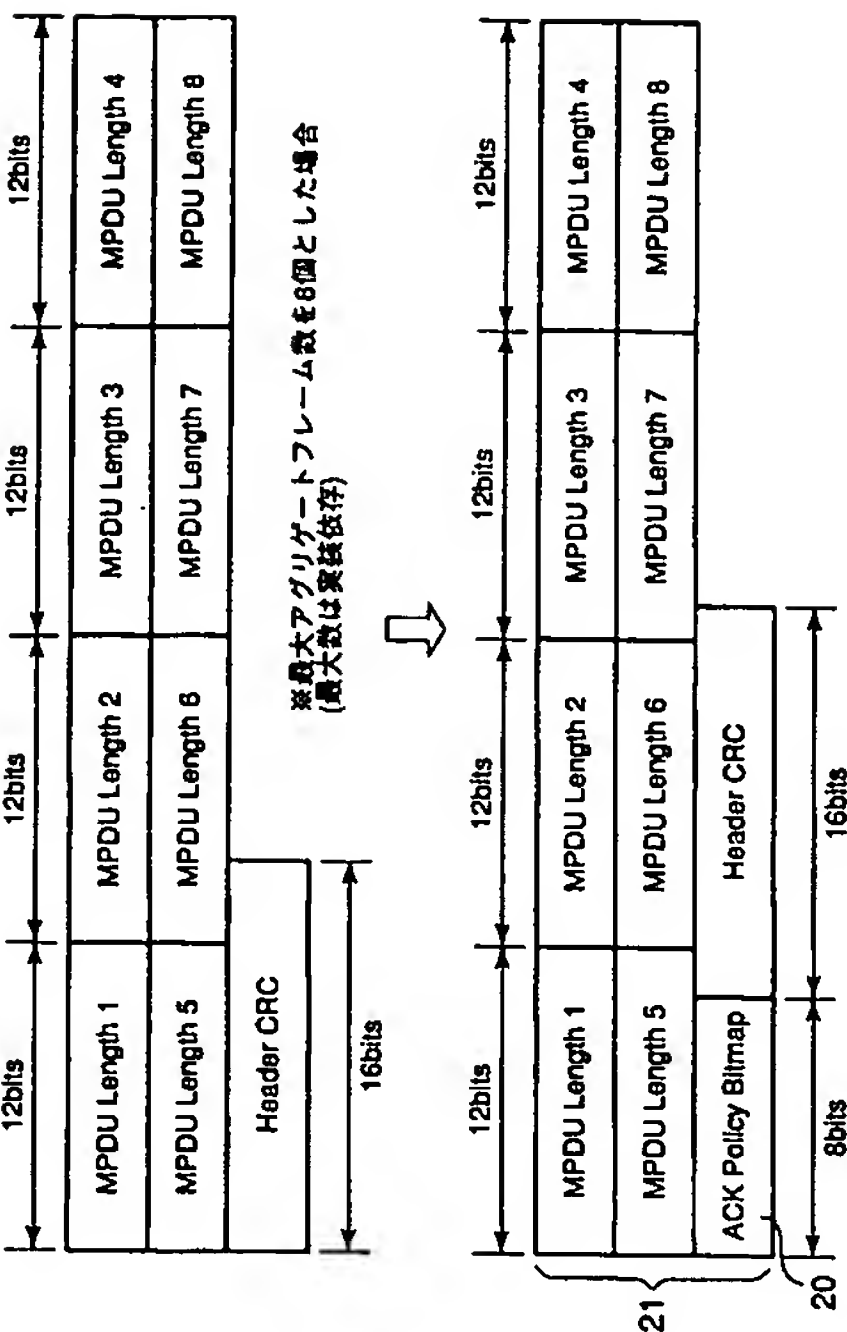 12bits 12bits 12bits 12bits
MPDU Length 1 MPDU Length 2 MPDU Length 3 MPDU Length 4
MPDU Length 5 MPDU Length 6 MPDU Length 7 MPDU Length 8
Header CRC
16bits
※最大アグリゲートフレーム数を8個とした場合
(最大数は実装依存)
12bits 12bits 12bits 12bits
MPDU Length 1 MPDU Length 2 MPDU Length 3 MPDU Length 4
MPDU Length 5 MPDU Length 6 MPDU Length 7 MPDU Length 8
21
ACK Policy Bitmap Header CRC
20
8bits 16bits